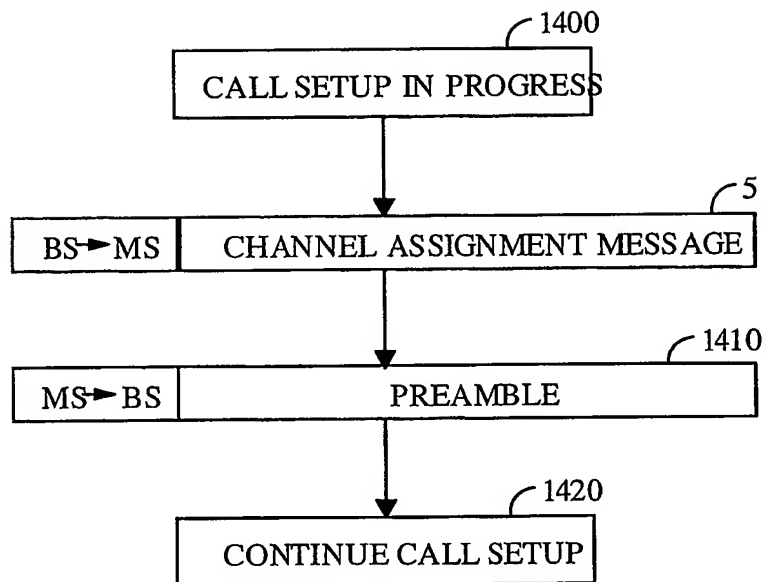 1400
CALL SETUP IN PROGRESS
5
BS MS CHANNEL ASSIGNMENT MESSAGE
1410
MS BS PREAMBLE
1420
CONTINUE CALL SETUP